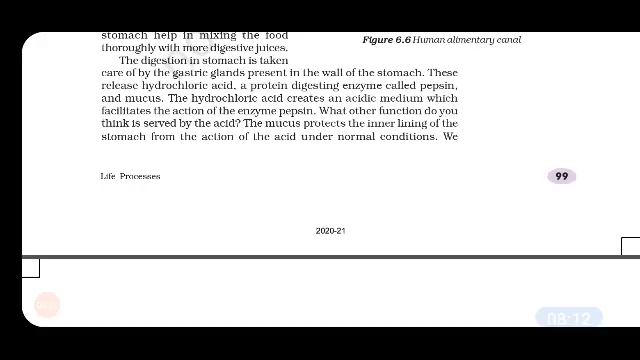 stomach help in mixing the food
thoroughly with more digestive juices.
Figure 6.6 Human alimentary canal
The digestion in stomach is taken
care of by the gastric glands present in the wall of the stomach. These
release hydrochloric acid, a protein digesting enzyme called pepsin,
and mucus. The hydrochloric acid creates an acidic medium which
facilitates the action of the enzyme pepsin. What other function do you
think is served by the acid? The mucus protects the inner lining of the
stomach from the action of the acid under normal conditions. We
Life Processes
99
2020-21
08:12